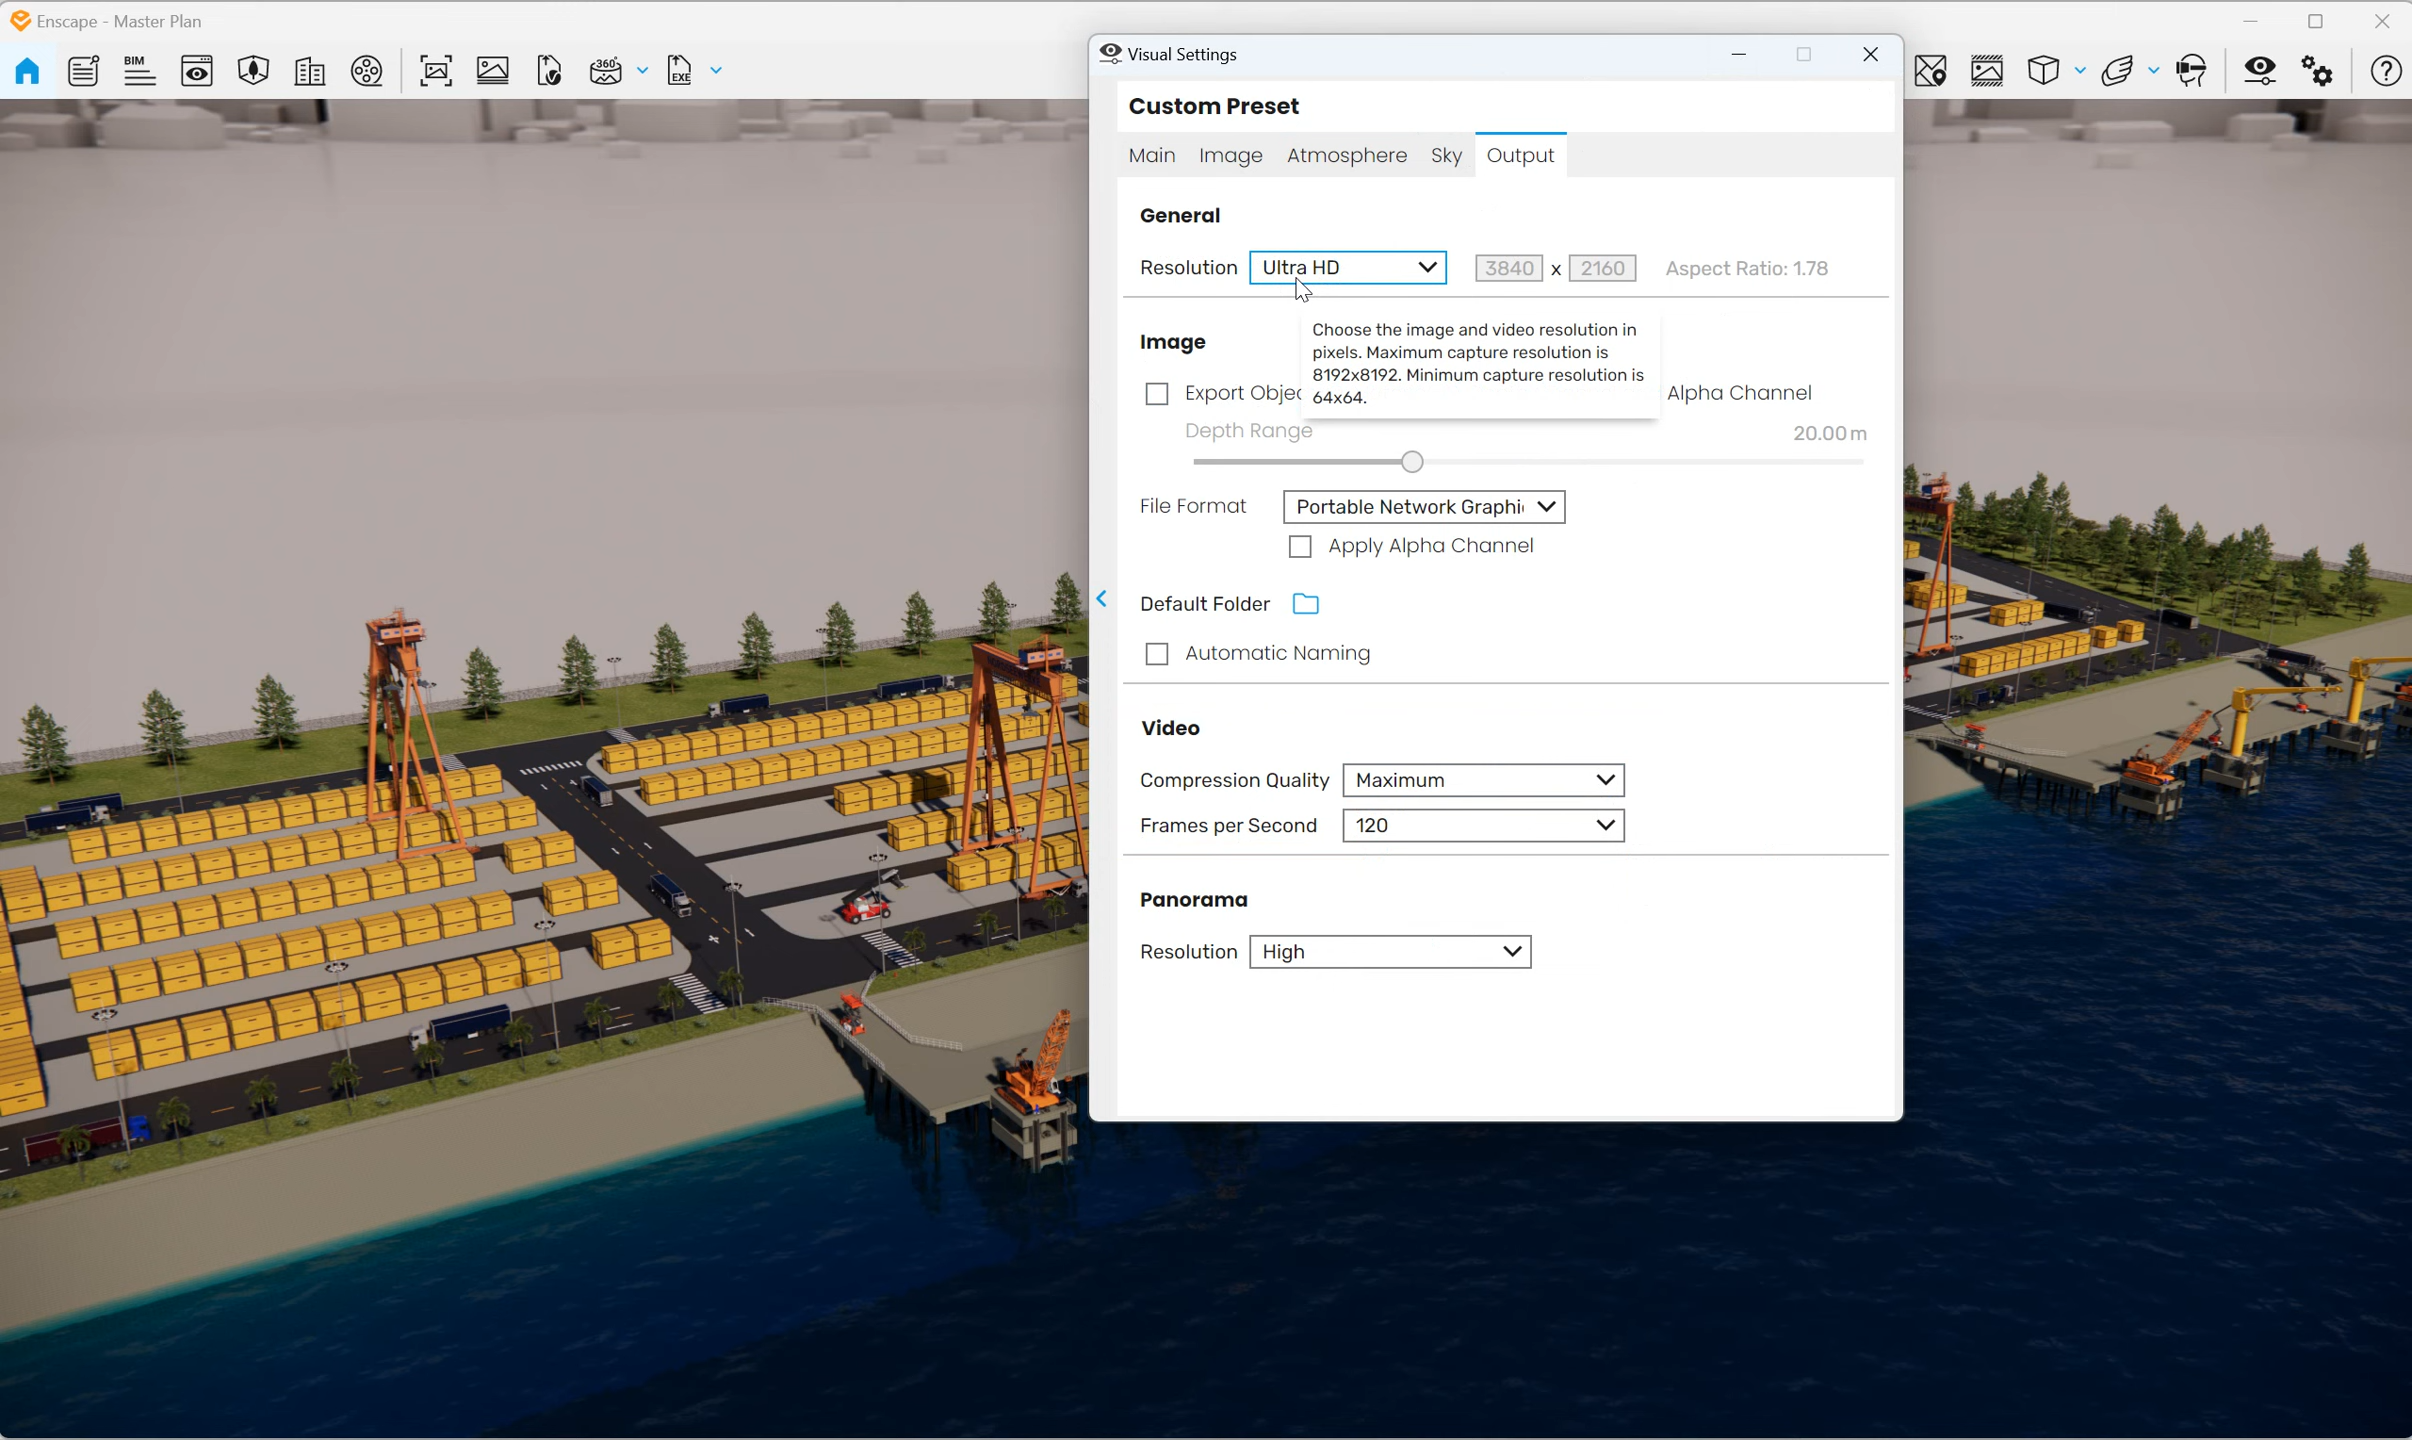 Enscape - Master Plan
BIM
360°
EXE
Visual Settings
Custom Preset
Main Image Atmosphere Sky Output
General
Resolution Ultra HD 3840 x 2160 Aspect Ratio: 1.78
Choose the image and video resolution in
pixels. Maximum capture resolution is
8192x8192. Minimum capture resolution is
64x64.
Image
Export Objec Alpha Channel
Depth Range 20.00 m
File Format Portable Network Graphi
Apply Alpha Channel
Default Folder
Automatic Naming
Video
Compression Quality Maximum
Frames per Second 120
Panorama
Resolution High